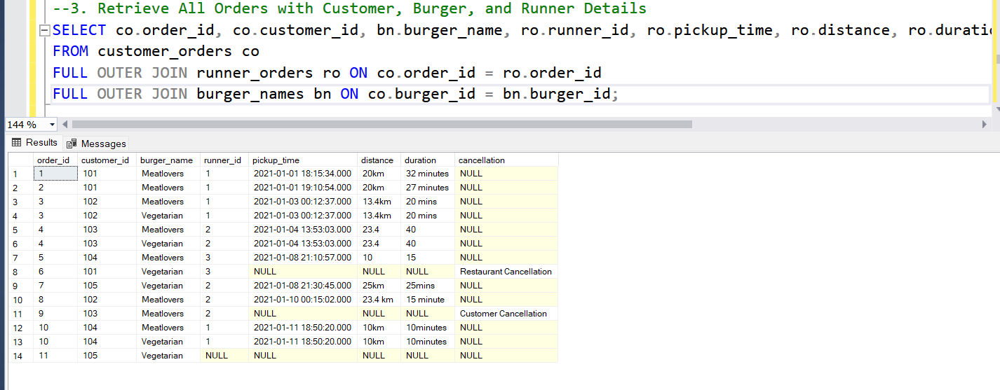 --3. Retrieve All Orders with Customer, Burger, and Runner Details
SELECT co.order_id, co.customer_id, bn.burger_name, ro.runner_id, ro.pickup_time, ro.distance, ro.duratio
FROM customer_orders co
FULL OUTER JOIN runner_orders ro ON co.order_id = ro.order_id
FULL OUTER JOIN burger_names bn ON co.burger_id = bn.burger_id;
144 %
Results Messages
order_id customer_id burger_name runner_id pickup_time distance duration cancellation
1 1 101 Meatlovers 1 2021-01-01 18:15:34.000 20km 32 minutes NULL
2 2 101 Meatlovers 1 2021-01-01 19:10:54.000 20km 27 minutes NULL
3 3 102 Meatlovers 1 2021-01-03 00:12:37.000 13.4km 20 mins NULL
4 3 102 Vegetarian 1 2021-01-03 00:12:37.000 13.4km 20 mins NULL
5 4 103 Meatlovers 2 2021-01-04 13:53:03.000 23.4 40 NULL
6 4 103 Vegetarian 2 2021-01-04 13:53:03.000 23.4 40 NULL
7 5 104 Meatlovers 3 2021-01-08 21:10:57.000 10 15 NULL
8 6 101 Vegetarian 3 NULL NULL NULL Restaurant Cancellation
9 7 105 Vegetarian 2 2021-01-08 21:30:45.000 25km 25mins NULL
10 8 102 Meatlovers 2 2021-01-10 00:15:02.000 23.4 km 15 minute NULL
11 9 103 Meatlovers 2 NULL NULL NULL Customer Cancellation
12 10 104 Meatlovers 1 2021-01-11 18:50:20.000 10km 10minutes NULL
13 10 104 Vegetarian 1 2021-01-11 18:50:20.000 10km 10minutes NULL
14 11 105 Vegetarian NULL NULL NULL NULL NULL